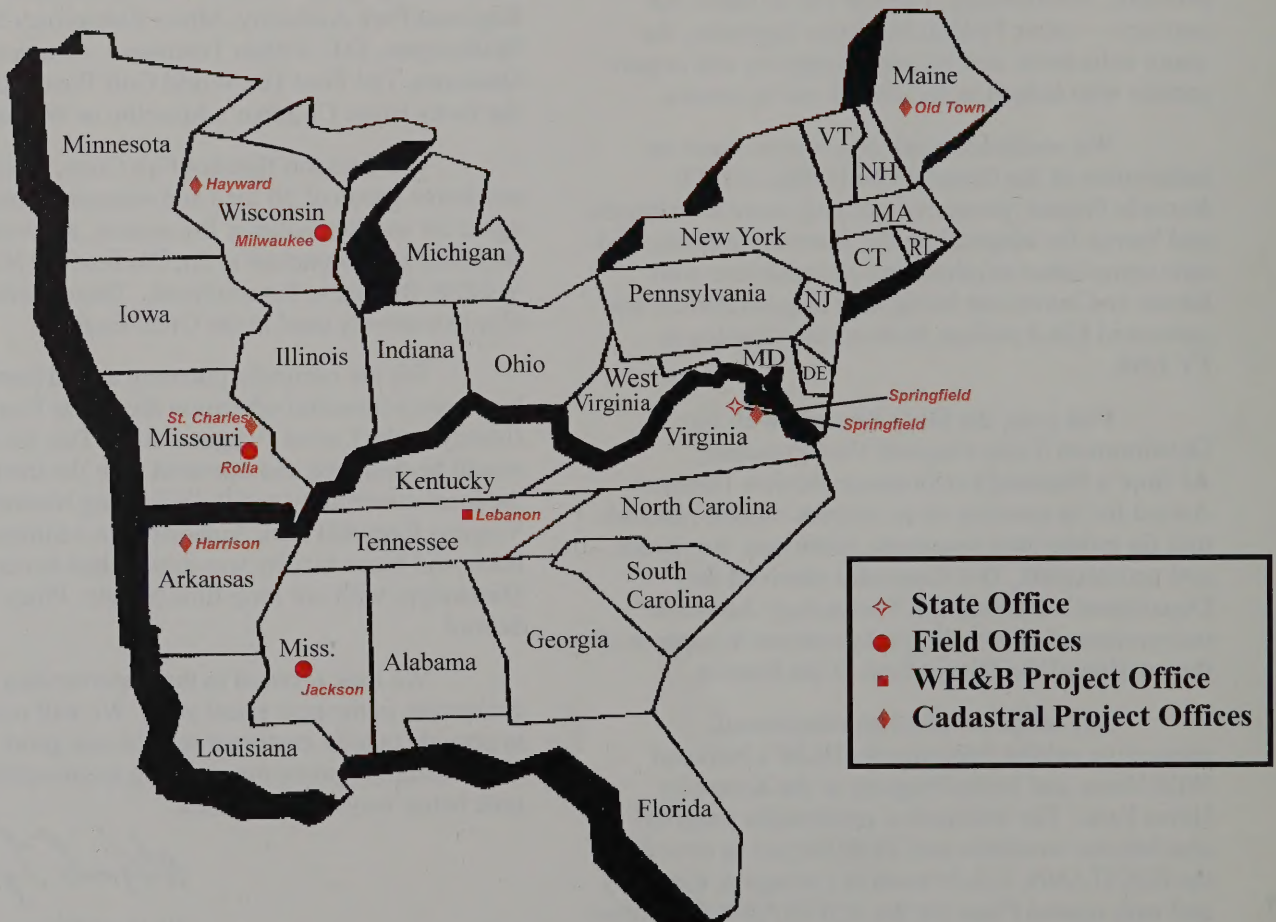 Maine
Old Town
Minnesota
VT
NH
Hayward
Wisconsin
Milwaukee
MA
New York
Michigan
CT
RI
Pennsylvania
NJ
Iowa
Illinois
Indiana
Ohio
MD
DE
West
Virginia
Springfield
Springfield
St. Charles
Missouri
Virginia
Rolla
Kentucky
North Carolina
Lebanon
Harrison
Tennessee
Arkansas
South
Carolina
Georgia
Miss.
Alabama
Jackson
Louisiana
Florida
State Office
Field Offices
WH&B Project Office
Cadastral Project Offices